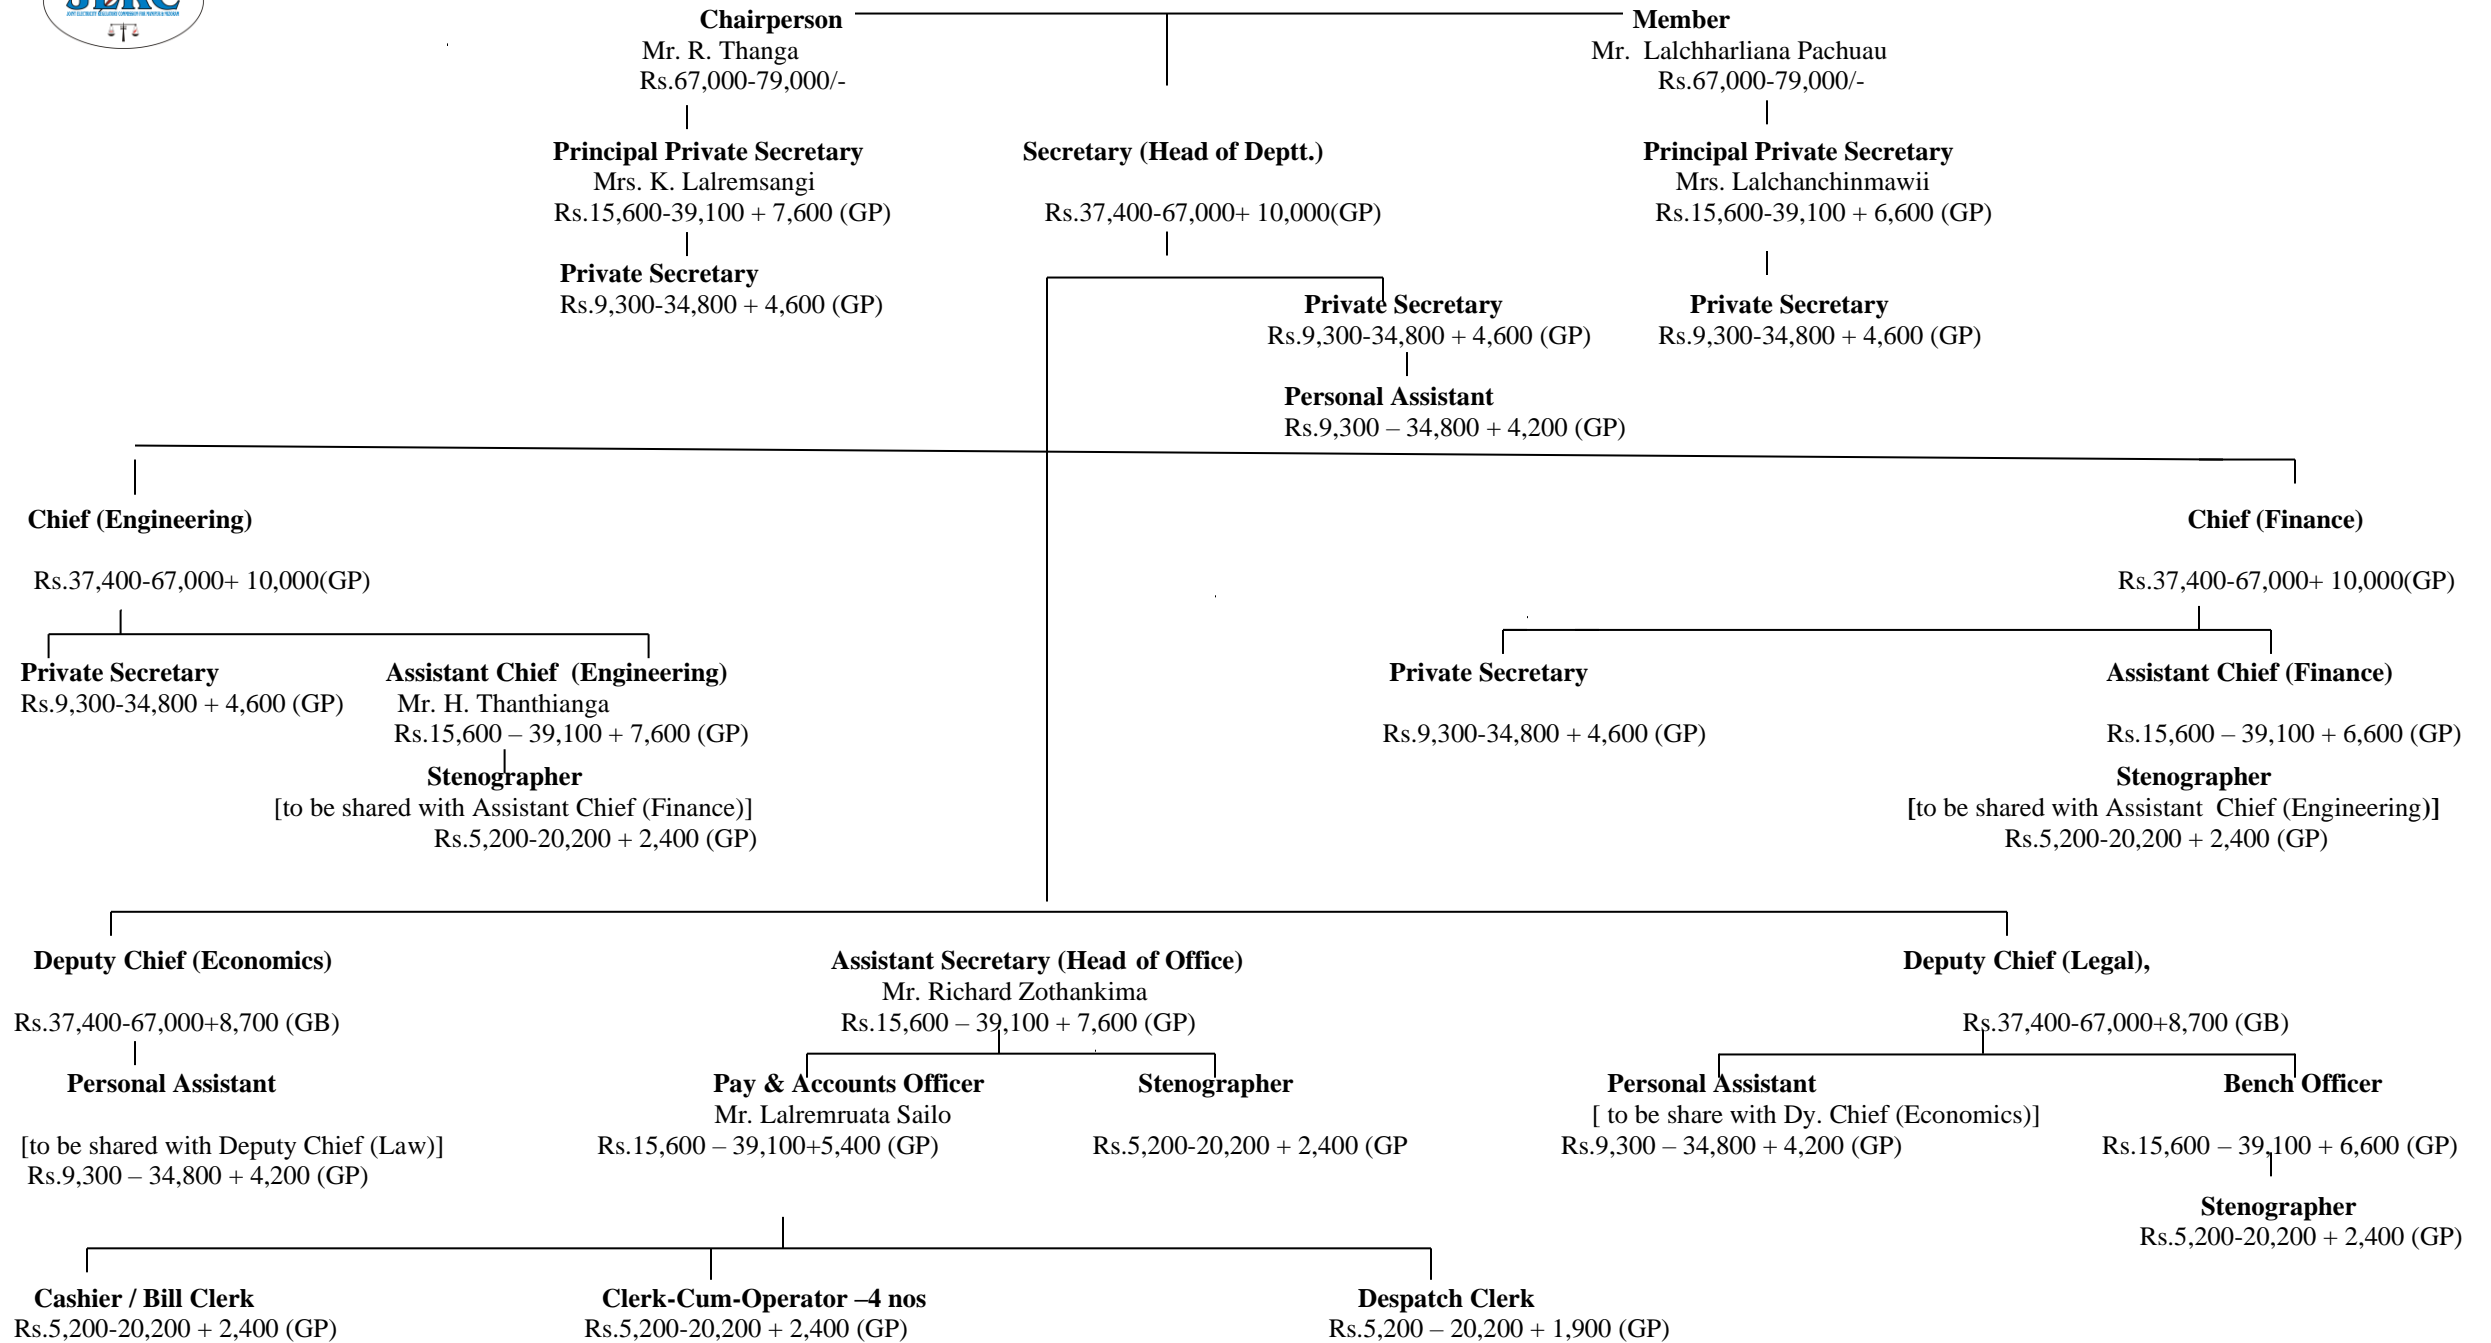 JERC
JOINT ELECTRICITY REGULATORY COMMISSION FOR MANIPUR & MIZORAM
Chairperson
Mr. R. Thanga
Rs.67,000-79,000/-
Member
Mr. Lalchharliana Pachuau
Rs.67,000-79,000/-
Principal Private Secretary
Mrs. K. Lalremsangi
Rs.15,600-39,100 + 7,600 (GP)
Secretary (Head of Deptt.)
Rs.37,400-67,000+ 10,000(GP)
Principal Private Secretary
Mrs. Lalchanchinmawii
Rs.15,600-39,100 + 6,600 (GP)
Private Secretary
Rs.9,300-34,800 + 4,600 (GP)
Private Secretary
Rs.9,300-34,800 + 4,600 (GP)
Private Secretary
Rs.9,300-34,800 + 4,600 (GP)
Personal Assistant
Rs.9,300 – 34,800 + 4,200 (GP)
Chief (Engineering)
Rs.37,400-67,000+ 10,000(GP)
Chief (Finance)
Rs.37,400-67,000+ 10,000(GP)
Private Secretary
Rs.9,300-34,800 + 4,600 (GP)
Assistant Chief (Engineering)
Mr. H. Thanthianga
Rs.15,600 – 39,100 + 7,600 (GP)
Stenographer
[to be shared with Assistant Chief (Finance)]
Rs.5,200-20,200 + 2,400 (GP)
Private Secretary
Rs.9,300-34,800 + 4,600 (GP)
Assistant Chief (Finance)
Rs.15,600 – 39,100 + 6,600 (GP)
Stenographer
[to be shared with Assistant Chief (Engineering)]
Rs.5,200-20,200 + 2,400 (GP)
Deputy Chief (Economics)
Rs.37,400-67,000+8,700 (GB)
Personal Assistant
[to be shared with Deputy Chief (Law)]
Rs.9,300 – 34,800 + 4,200 (GP)
Assistant Secretary (Head of Office)
Mr. Richard Zothankima
Rs.15,600 – 39,100 + 7,600 (GP)
Pay & Accounts Officer
Mr. Lalremruata Sailo
Rs.15,600 – 39,100+5,400 (GP)
Stenographer
Rs.5,200-20,200 + 2,400 (GP
Deputy Chief (Legal),
Rs.37,400-67,000+8,700 (GB)
Personal Assistant
[ to be share with Dy. Chief (Economics)]
Rs.9,300 – 34,800 + 4,200 (GP)
Bench Officer
Rs.15,600 – 39,100 + 6,600 (GP)
Stenographer
Rs.5,200-20,200 + 2,400 (GP)
Cashier / Bill Clerk
Rs.5,200-20,200 + 2,400 (GP)
Clerk-Cum-Operator –4 nos
Rs.5,200-20,200 + 2,400 (GP)
Despatch Clerk
Rs.5,200 – 20,200 + 1,900 (GP)